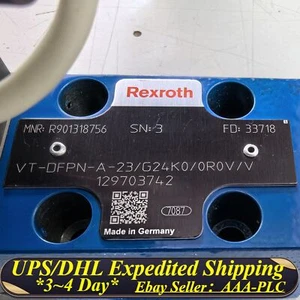 Rexroth
MNR: R901318756 SN: 3 FD: 33718
VT-DFPN-A-23/G24K0/0R0V/V
129703742
7087
Made in Germany
UPS/DHL Expedited Shipping
*3~4 Day* Ebay Seller: AAA-PLC